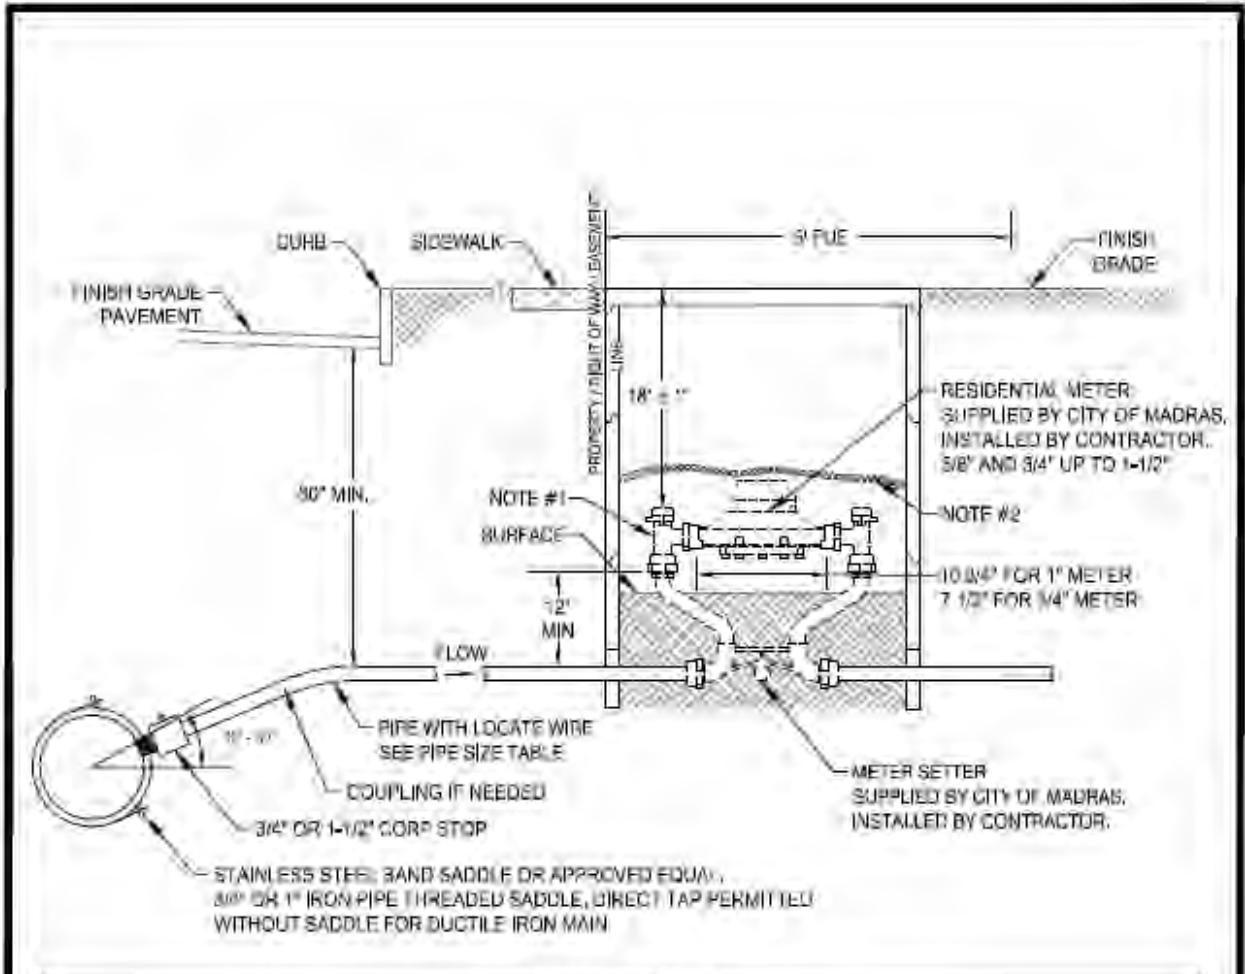 CURB
SIDEWALK
PROPERTY / RIGHT OF WAY / EASEMENT
LINE
5' PUE
FINISH
GRADE
FINISH GRADE
PAVEMENT
18" ± 1"
RESIDENTIAL METER
SUPPLIED BY CITY OF MADRAS.
INSTALLED BY CONTRACTOR.
5/8" AND 3/4" UP TO 1-1/2"
MIN.
NOTE #1
NOTE #2
SURFACE
10 3/4" FOR 1" METER
7 1/2" FOR 3/4" METER
12"
MIN
FLOW
PIPE WITH LOCATE WIRE
SEE PIPE SIZE TABLE
COUPLING IF NEEDED
METER SETTER
SUPPLIED BY CITY OF MADRAS.
INSTALLED BY CONTRACTOR.
3/4" OR 1-1/2" CORP STOP
STAINLESS STEEL BAND SADDLE OR APPROVED EQUAL.
3/4" OR 1" IRON PIPE THREADED SADDLE, DIRECT TAP PERMITTED
WITHOUT SADDLE FOR DUCTILE IRON MAIN